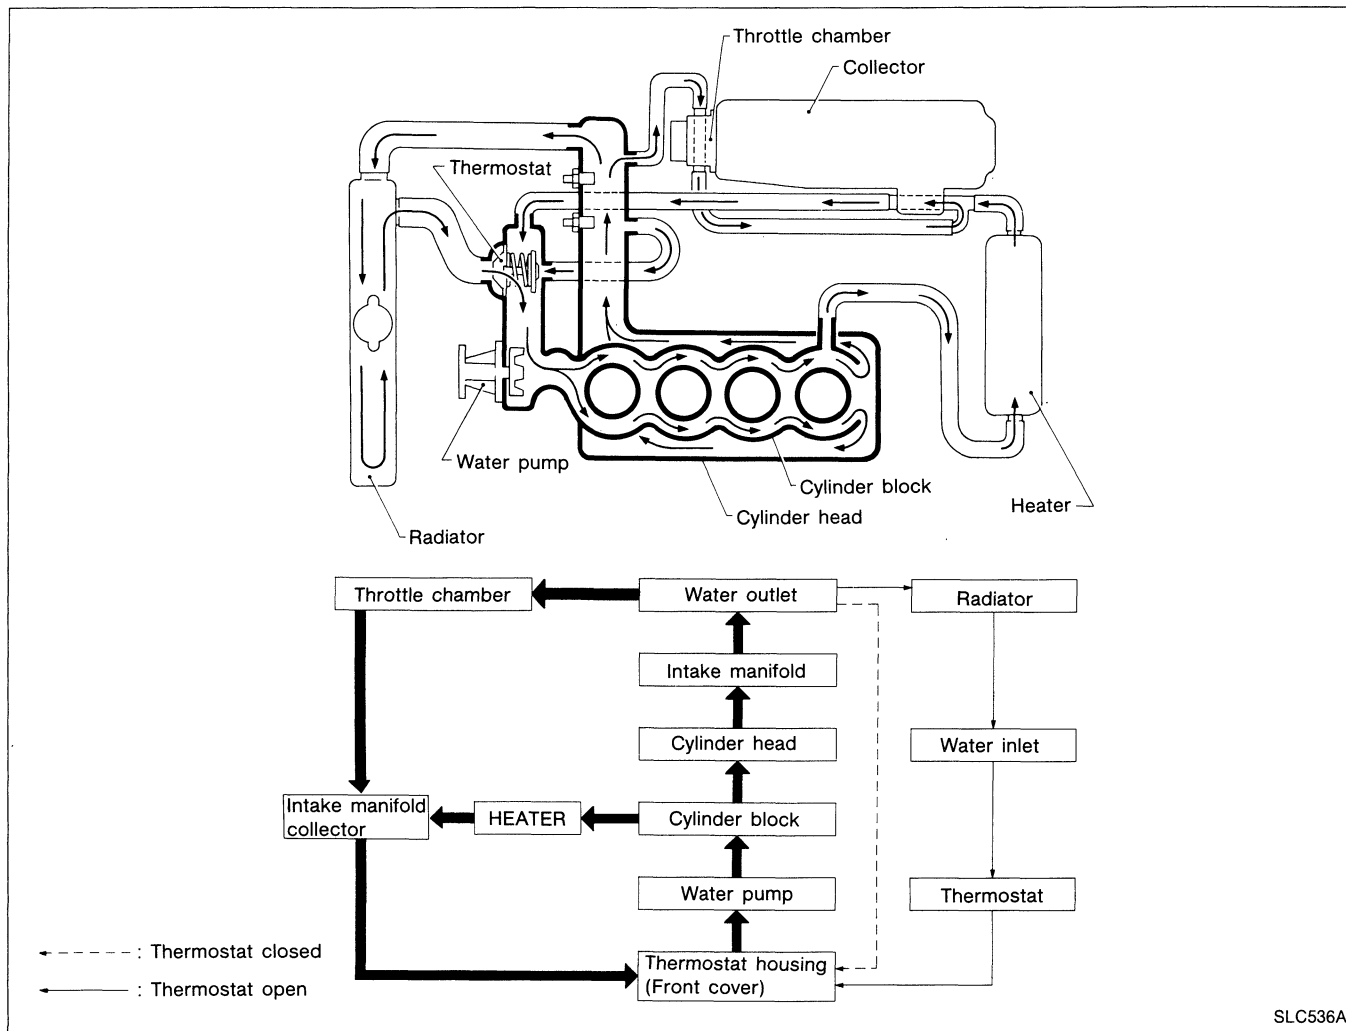 Throttle chamber
Collector
Thermostat
Water pump
Cylinder block
Cylinder head
Heater
Radiator
Throttle chamber
Water outlet
Radiator
Intake manifold
Cylinder head
Water inlet
Intake manifold
collector
HEATER
Cylinder block
Water pump
Thermostat
Thermostat housing
(Front cover)
: Thermostat closed
: Thermostat open
SLC536A